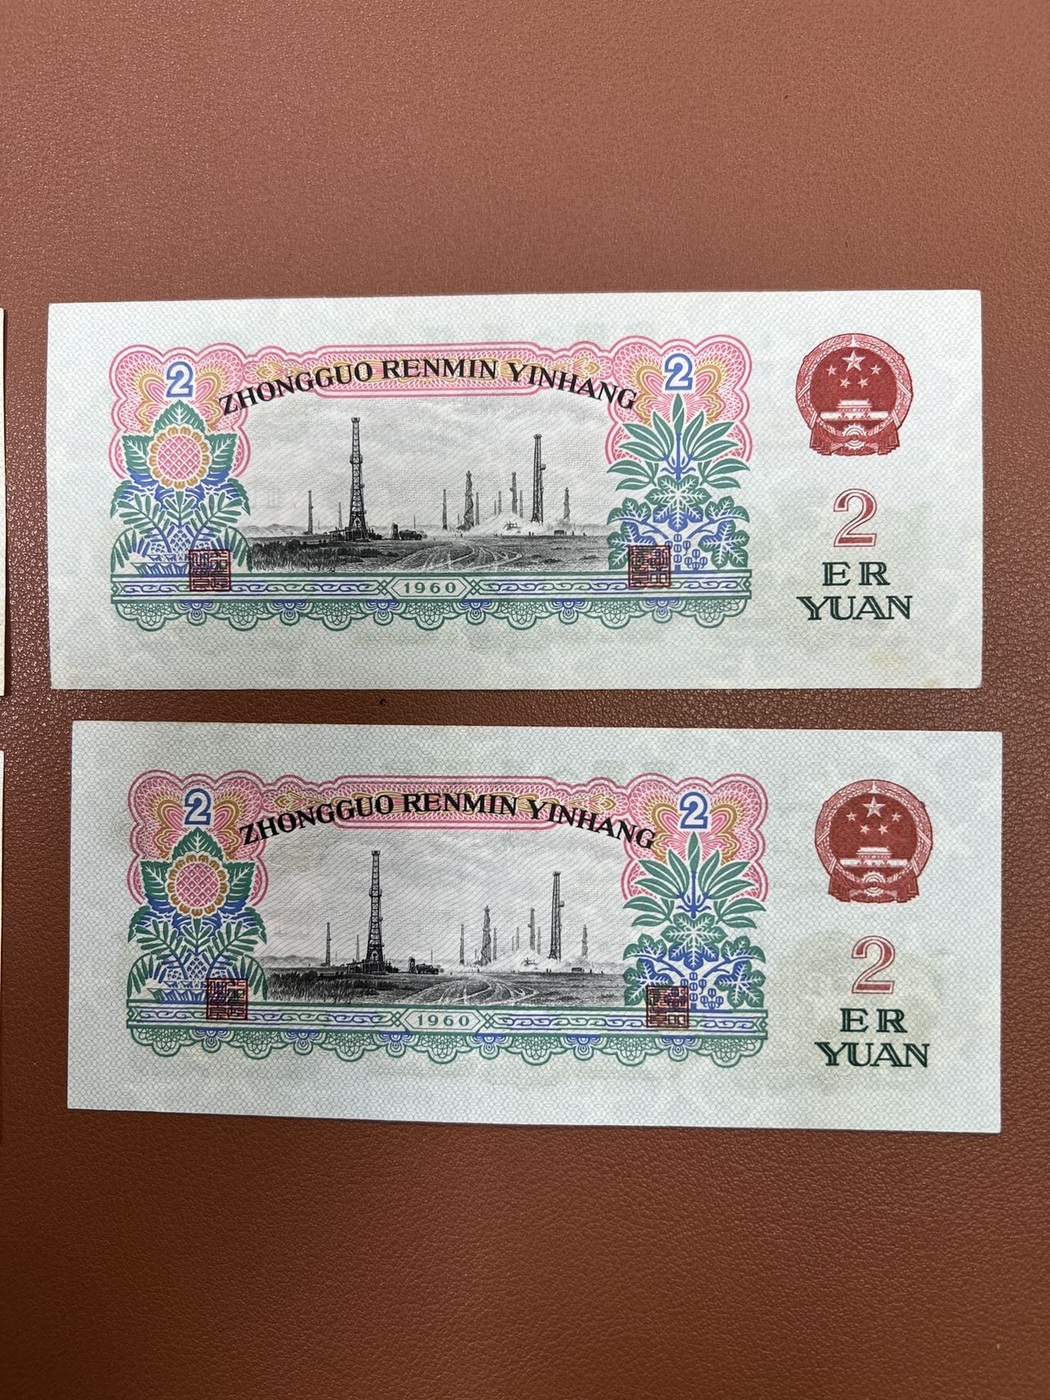 2 ZHONGGUO RENMIN YINHANG 2
2
ER
YUAN
1960
2 ZHONGGUO RENMIN YINHANG 2
2
ER
YUAN
1960